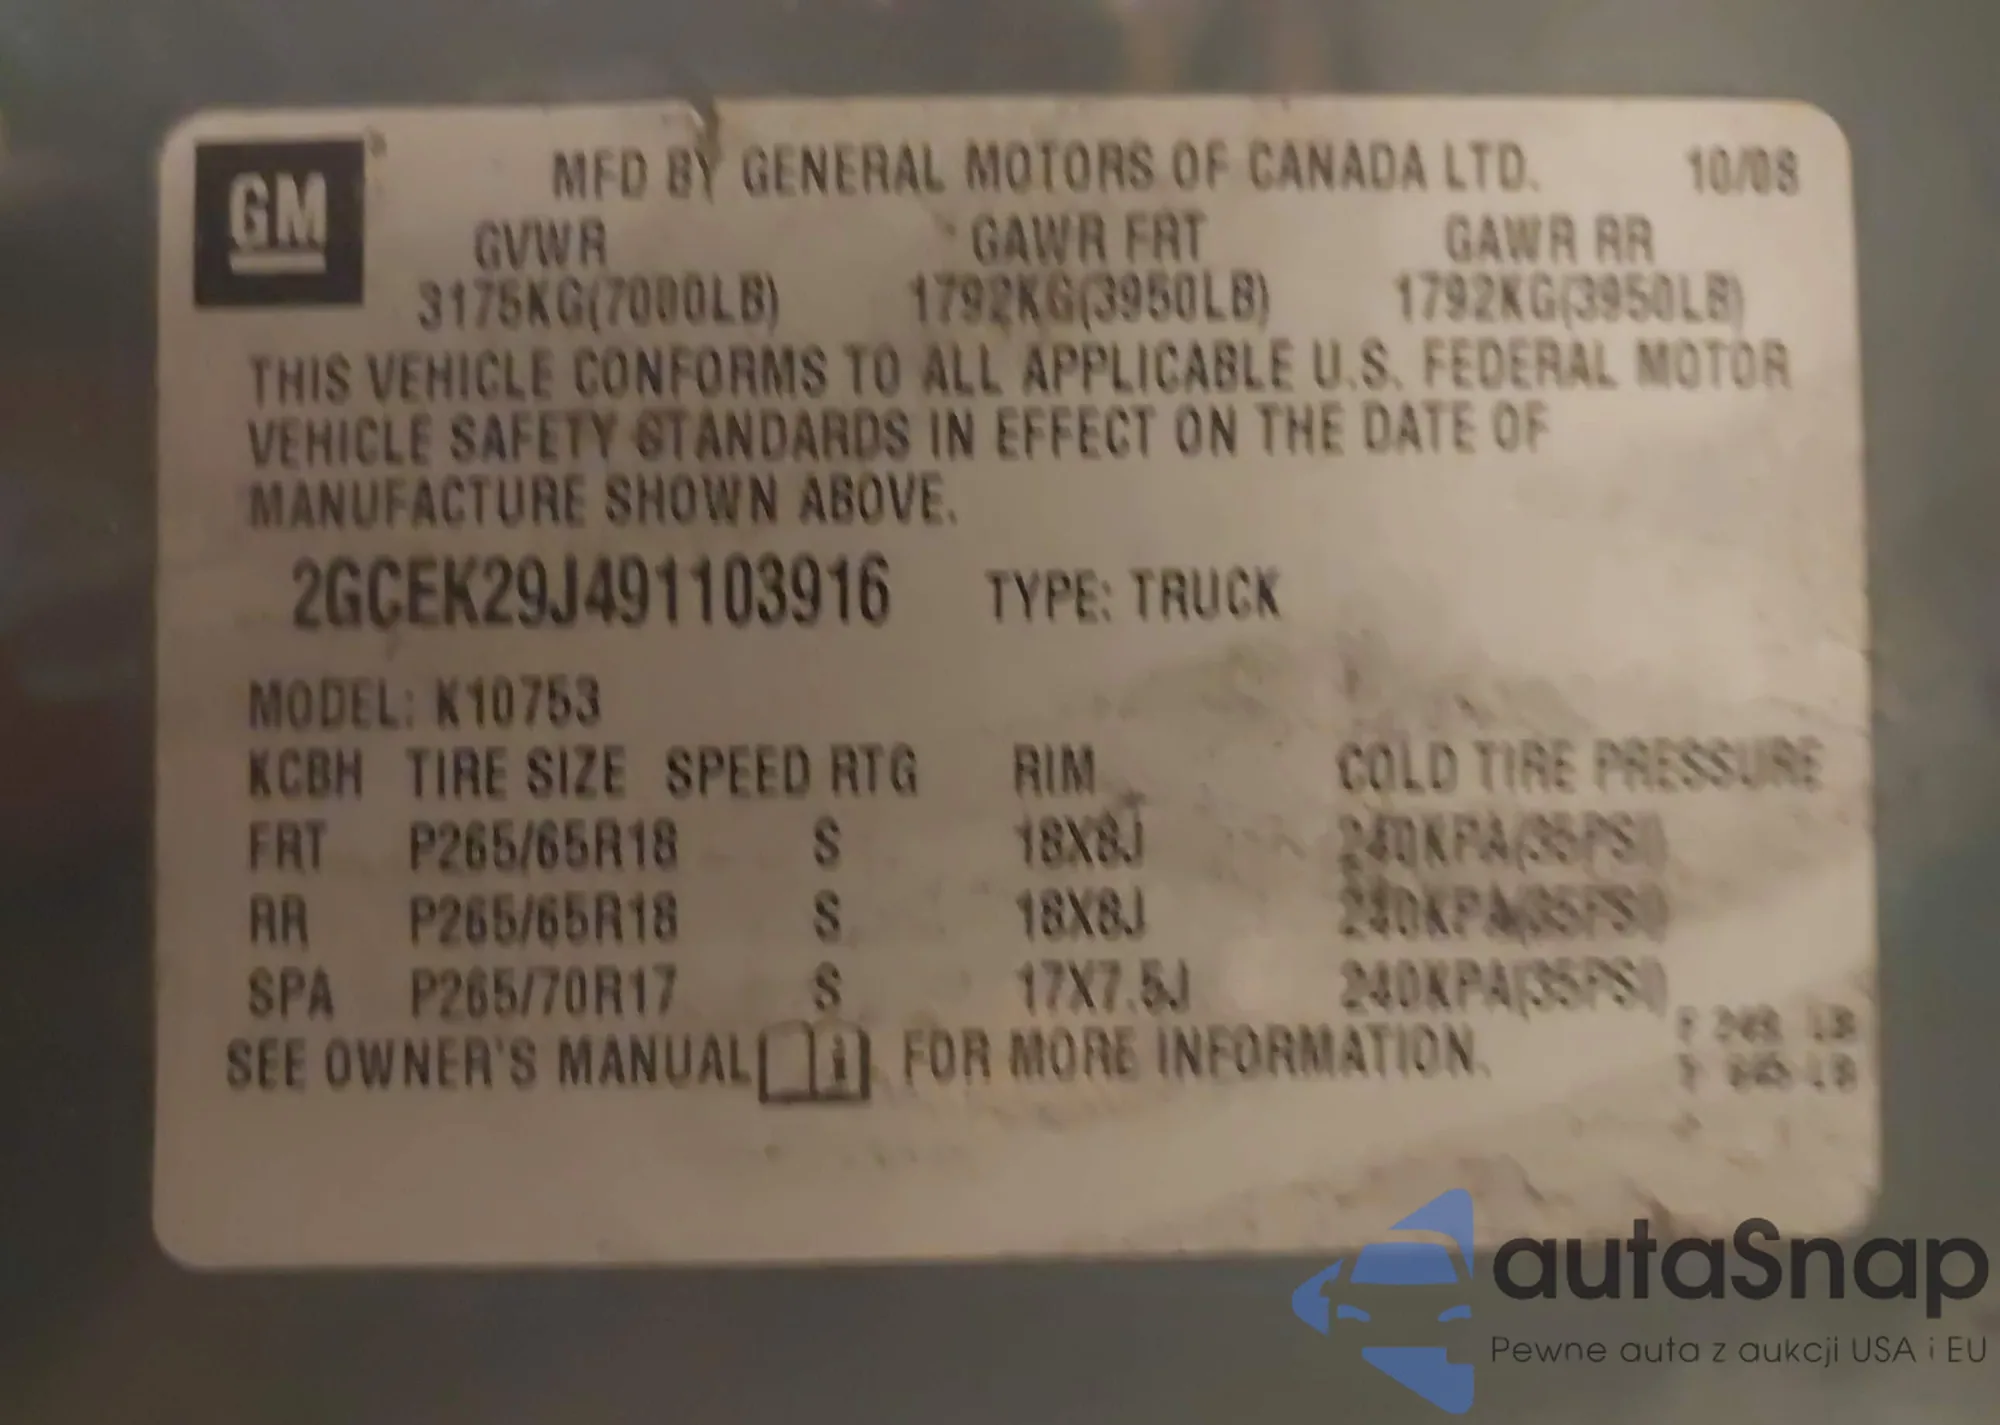 GM
MFD BY GENERAL MOTORS OF CANADA LTD. 10/08
GVWR GAWR FRT GAWR RR
3175KG(7000LB) 1792KG(3950LB) 1792KG(3950LB)
THIS VEHICLE CONFORMS TO ALL APPLICABLE U.S. FEDERAL MOTOR
VEHICLE SAFETY STANDARDS IN EFFECT ON THE DATE OF
MANUFACTURE SHOWN ABOVE.
2GCEK29J491103916 TYPE: TRUCK
MODEL: K10753
KCBH TIRE SIZE SPEED RTG RIM COLD TIRE PRESSURE
FRT P265/65R18 S 18X8J 240KPA(35PSI)
RR P265/65R18 S 18X8J 240KPA(35PSI)
SPA P265/70R17 S 17X7.5J 240KPA(35PSI)
SEE OWNER'S MANUAL FOR MORE INFORMATION.
LB
LB
autaSnap
Pewne auta z aukcji USA i EU